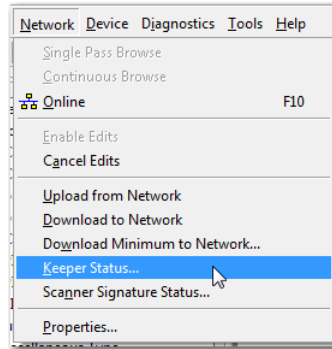 Network Device Diagnostics Tools Help
Single Pass Browse
Continuous Browse
Online F10
Enable Edits
Cancel Edits
Upload from Network
Download to Network
Download Minimum to Network...
Keeper Status...
Scanner Signature Status...
Properties...